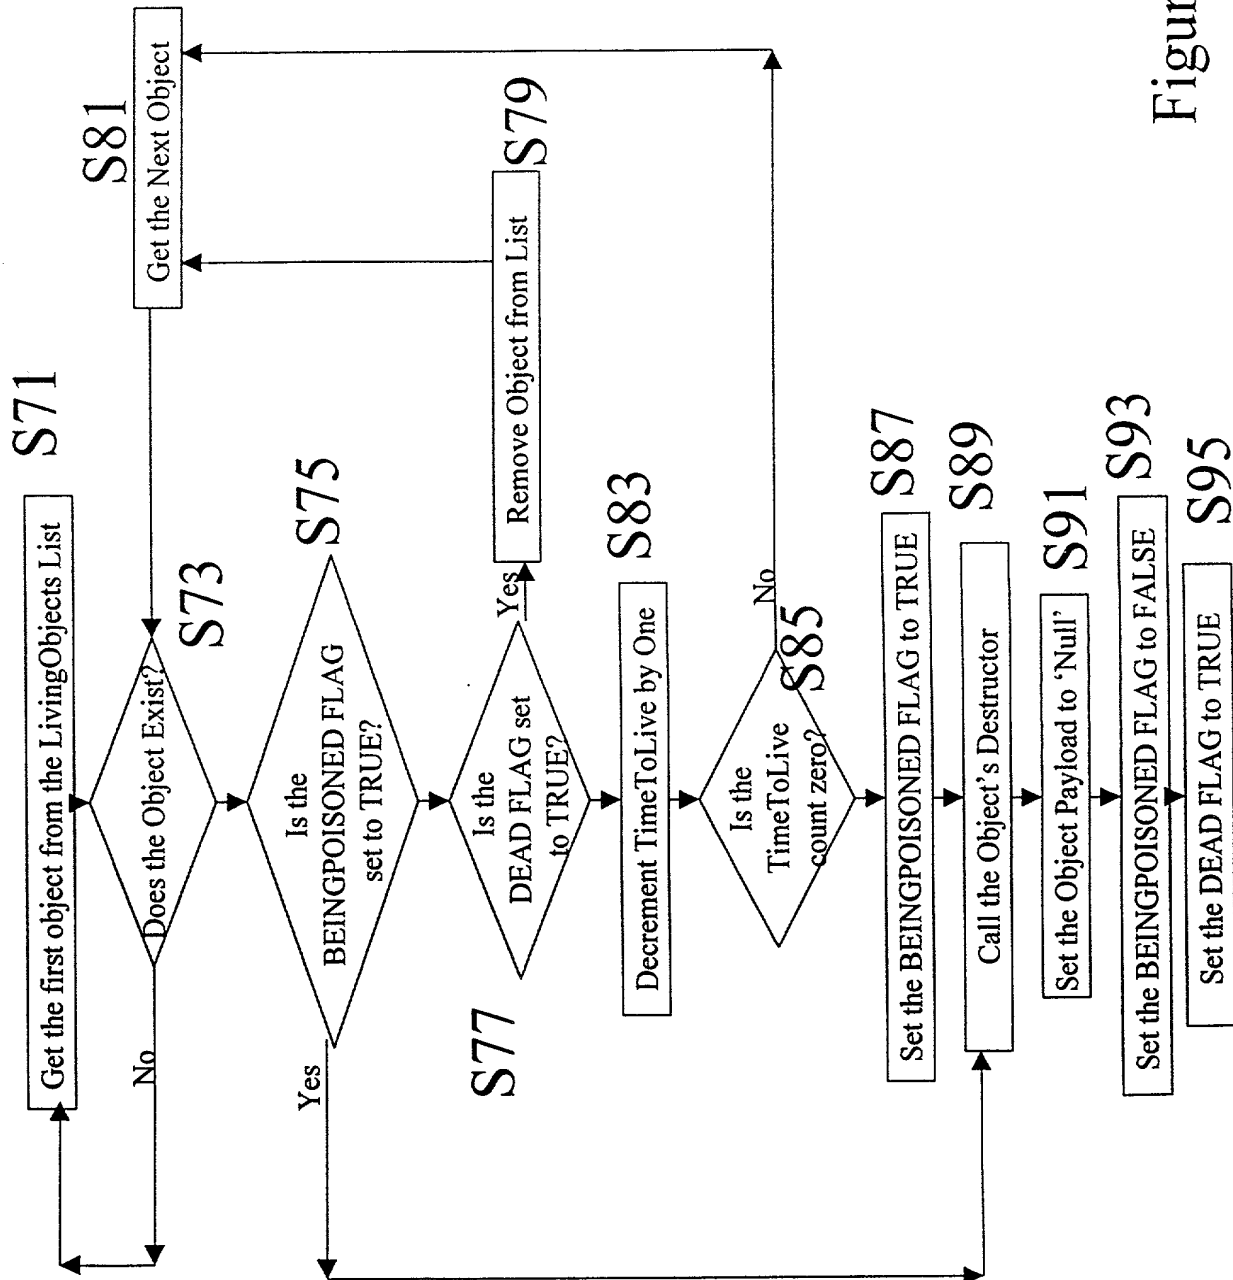 S71
Get the first object from the LivingObjects List
S81
Get the Next Object
Does the Object Exist?
S73
No
S75
Is the
BEINGPOISONED FLAG
set to TRUE?
Yes
S77
Is the
DEAD FLAG set
to TRUE?
Yes
S79
Remove Object from List
S83
Decrement TimeToLive by One
S85
Is the
TimeToLive
count zero?
No
S87
Set the BEINGPOISONED FLAG to TRUE
S89
Call the Object's Destructor
S91
Set the Object Payload to ‘Null’
S93
Set the BEINGPOISONED FLAG to FALSE
S95
Set the DEAD FLAG to TRUE
Figur